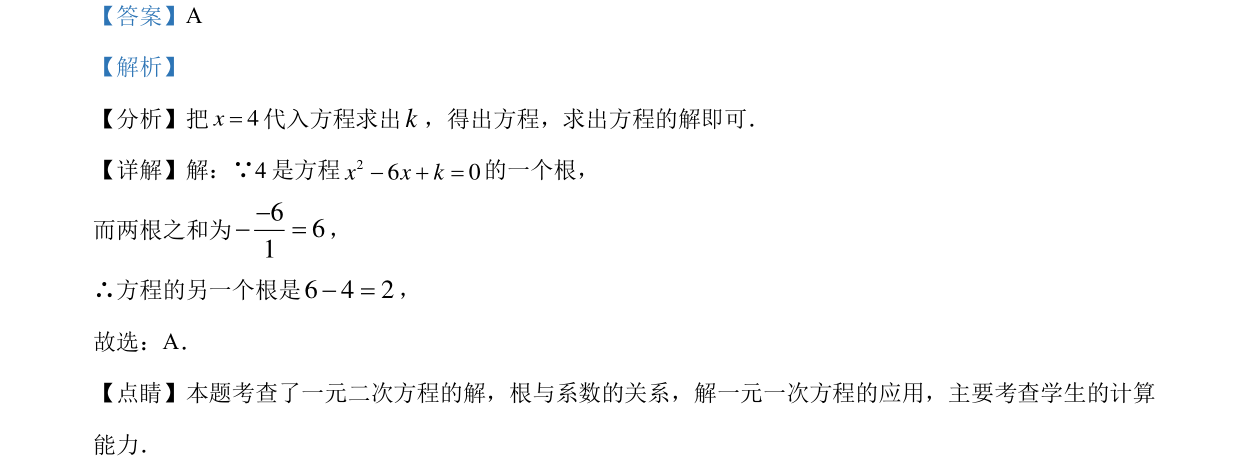 【答案】A
【解析】
【分析】把 x=4 代入方程求出 k，得出方程，求出方程的解即可．
【详解】解：∵4 是方程 x² − 6x + k = 0 的一个根，
而两根之和为 −(−6/1) = 6，
∴方程的另一个根是 6−4=2，
故选：A．
【点睛】本题考查了一元二次方程的解，根与系数的关系，解一元一次方程的应用，主要考查学生的计算
能力．